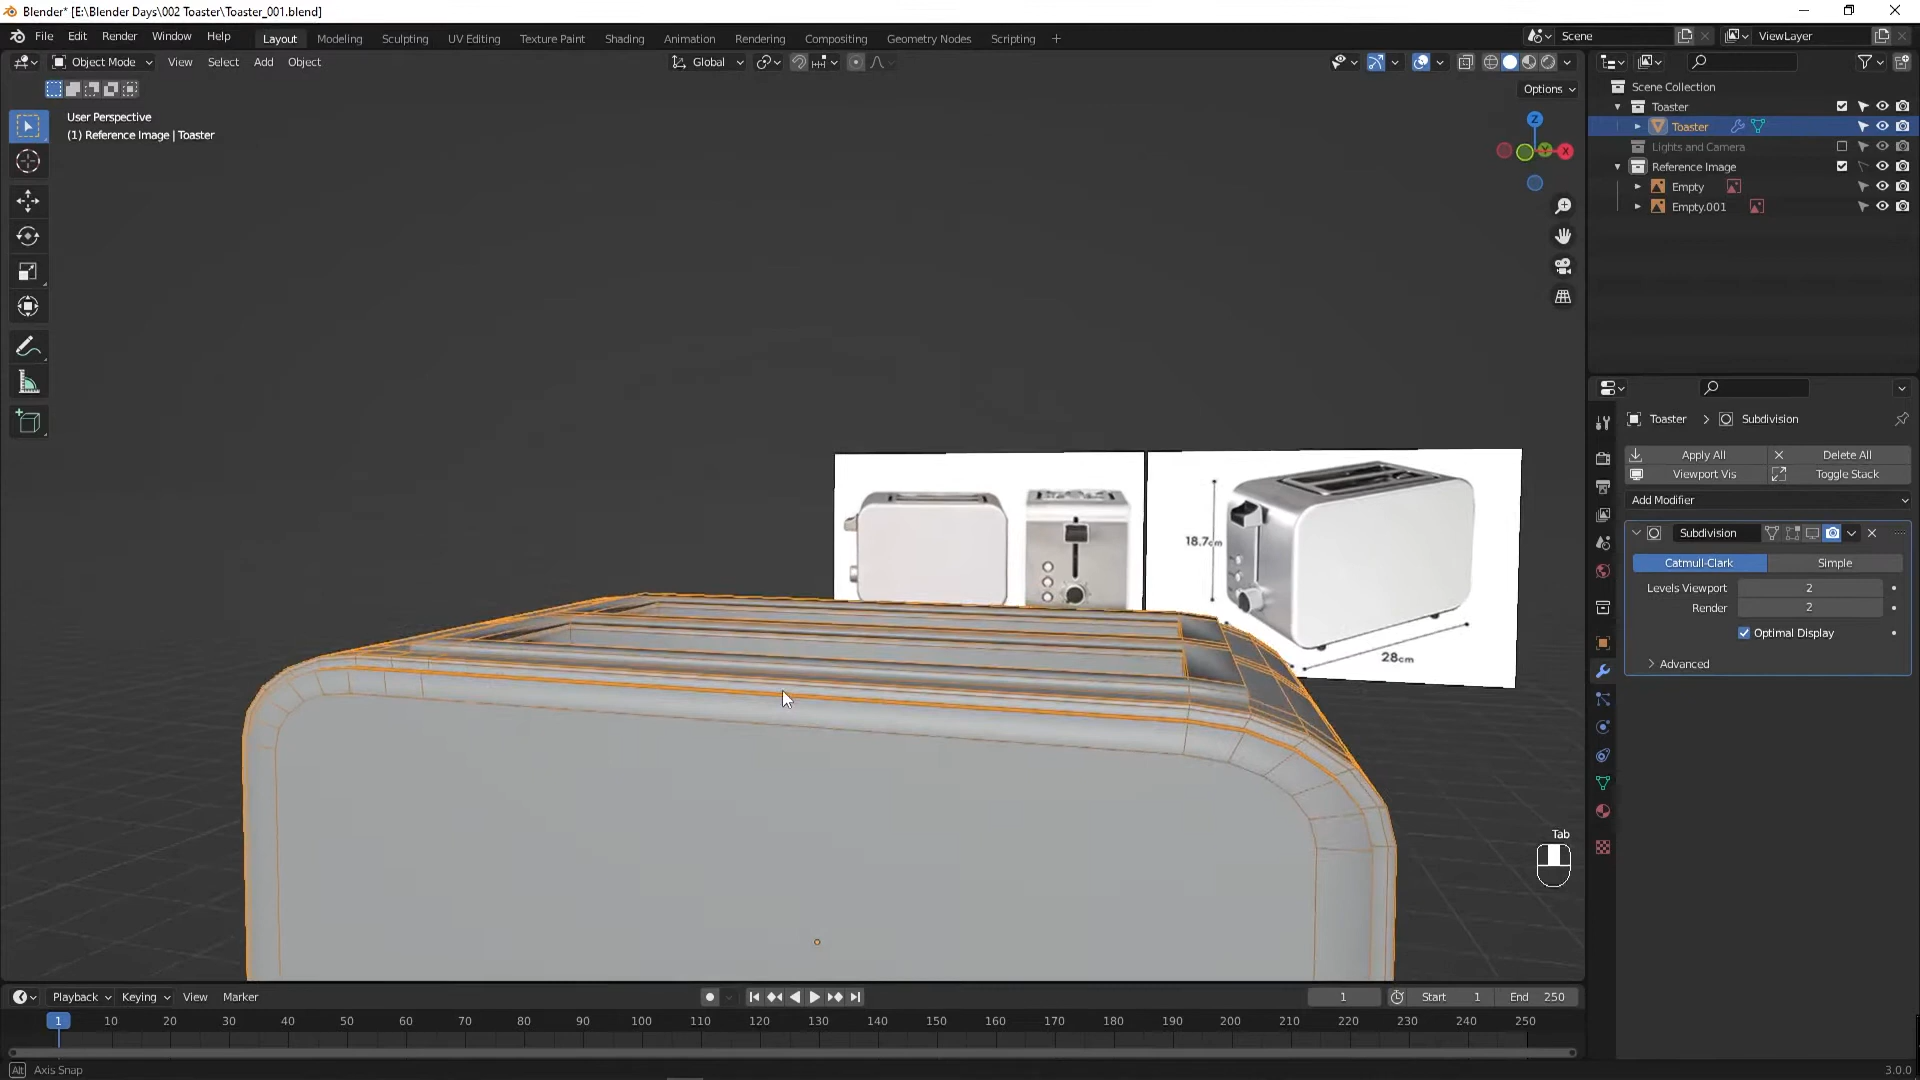 Blender* [E:\Blender Days\002 Toaster\Toaster_001.blend]
File Edit Render Window Help
Layout Modeling Sculpting UV Editing Texture Paint Shading Animation Rendering Compositing Geometry Nodes Scripting +
Scene ViewLayer
Object Mode View Select Add Object Global
Options
User Perspective
(1) Reference Image | Toaster
Z
Y
X
Scene Collection
Toaster
Toaster
Lights and Camera
Reference Image
Empty
Empty.001
Toaster > Subdivision
Apply All Delete All
Viewport Vis Toggle Stack
Add Modifier
Subdivision
Catmull-Clark Simple
Levels Viewport 2
Render 2
Optimal Display
Advanced
18.7cm
28cm
Tab
Playback Keying View Marker 1 Start 1 End 250
1 10 20 30 40 50 60 70 80 90 100 110 120 130 140 150 160 170 180 190 200 210 220 230 240 250
Alt Axis Snap 3.0.0